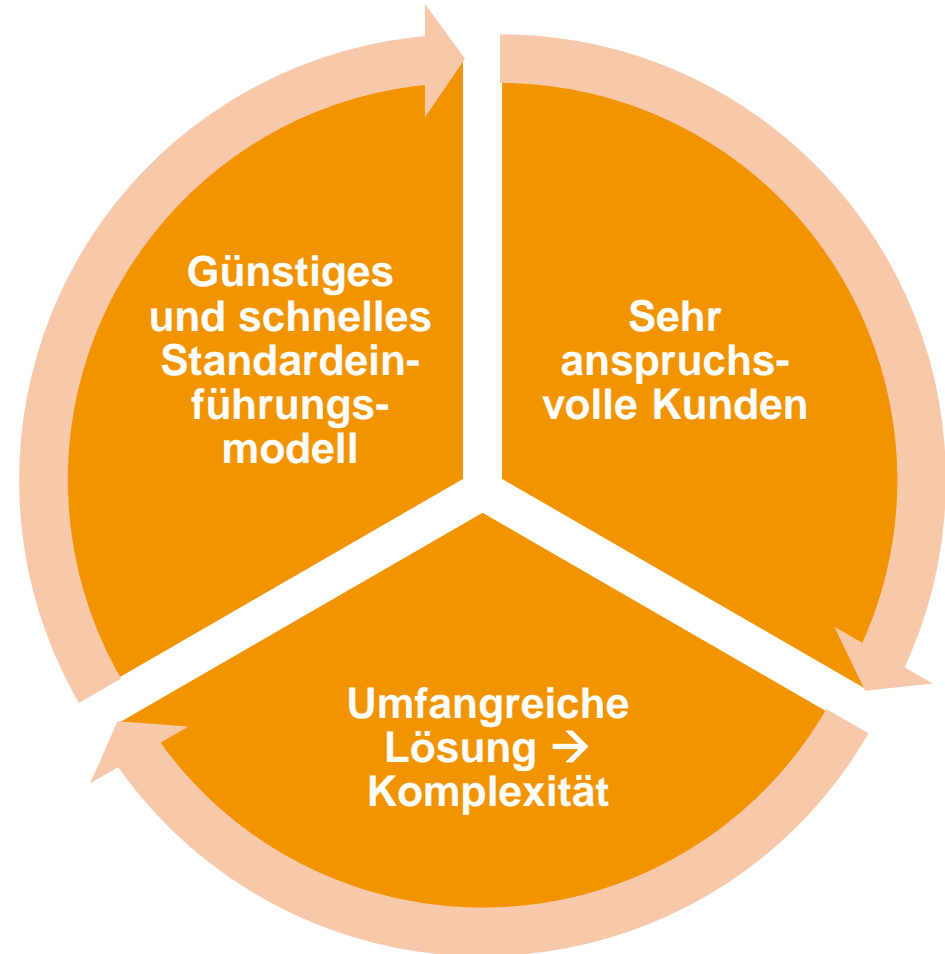 Günstiges
und schnelles
Standardein-
führungs-
modell
Sehr
anspruchs-
volle Kunden
Umfangreiche
Lösung →
Komplexität